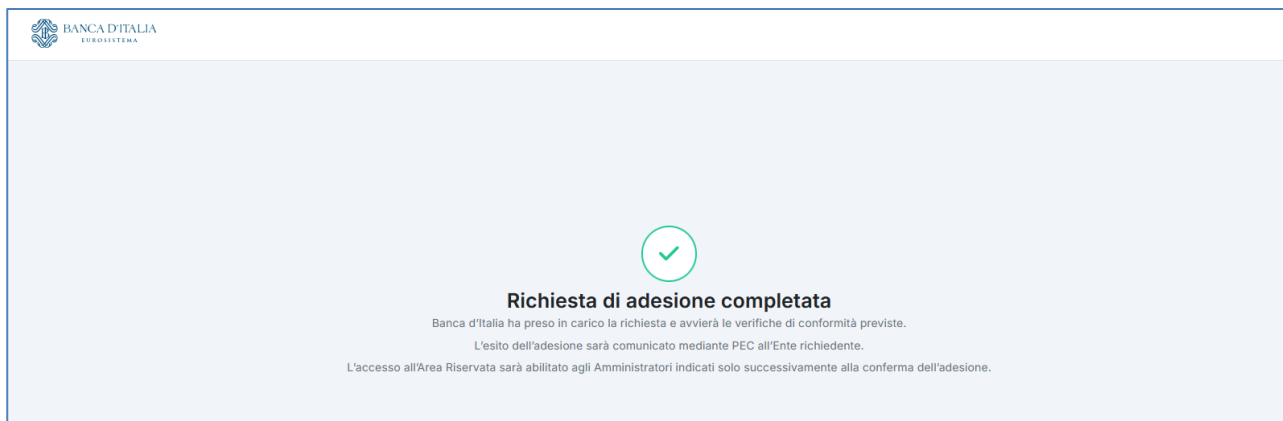 BANCA D'ITALIA
EUROSISTEMA
Richiesta di adesione completata
Banca d'Italia ha preso in carico la richiesta e avvierà le verifiche di conformità previste.
L'esito dell'adesione sarà comunicato mediante PEC all'Ente richiedente.
L'accesso all'Area Riservata sarà abilitato agli Amministratori indicati solo successivamente alla conferma dell'adesione.